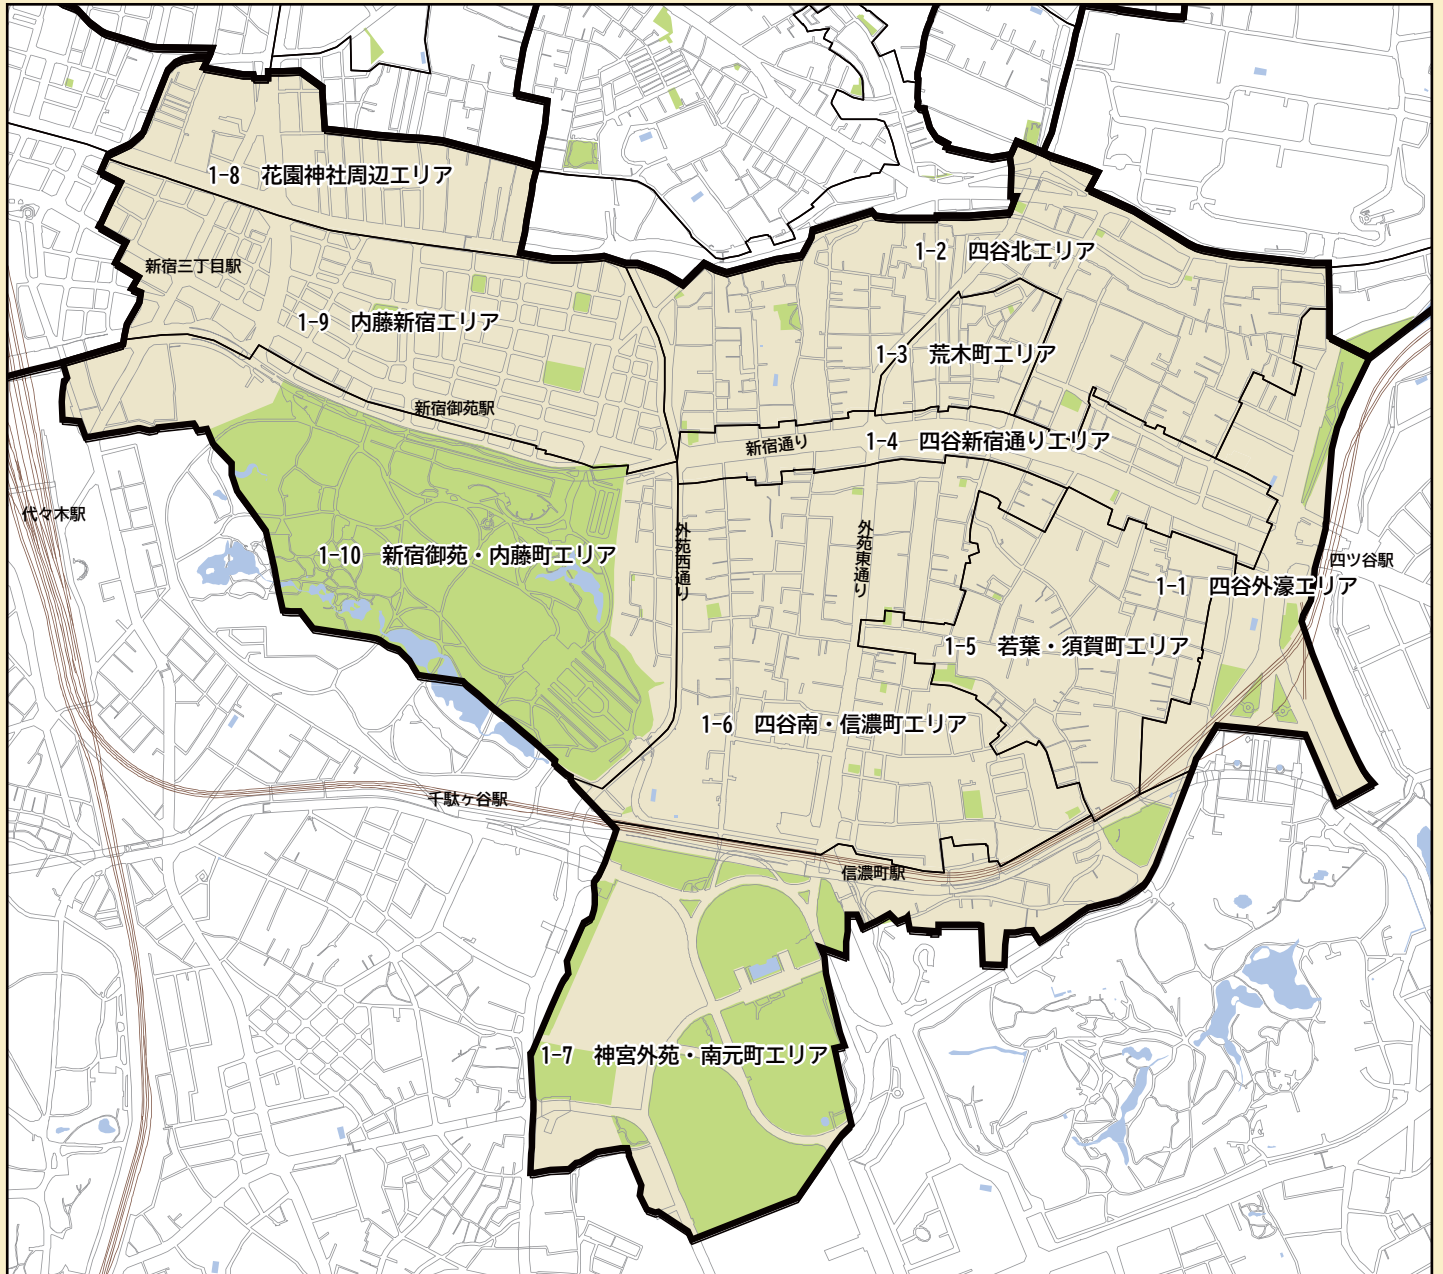 1-8 花園神社周辺エリア
1-2 四谷北エリア
新宿三丁目駅
1-9 内藤新宿エリア
1-3 荒木町エリア
新宿御苑駅
新宿通り
1-4 四谷新宿通りエリア
代々木駅
1-10 新宿御苑・内藤町エリア
外苑西通り
外苑東通り
四ツ谷駅
1-1 四谷外濠エリア
1-5 若葉・須賀町エリア
1-6 四谷南・信濃町エリア
千駄ヶ谷駅
信濃町駅
1-7 神宮外苑・南元町エリア